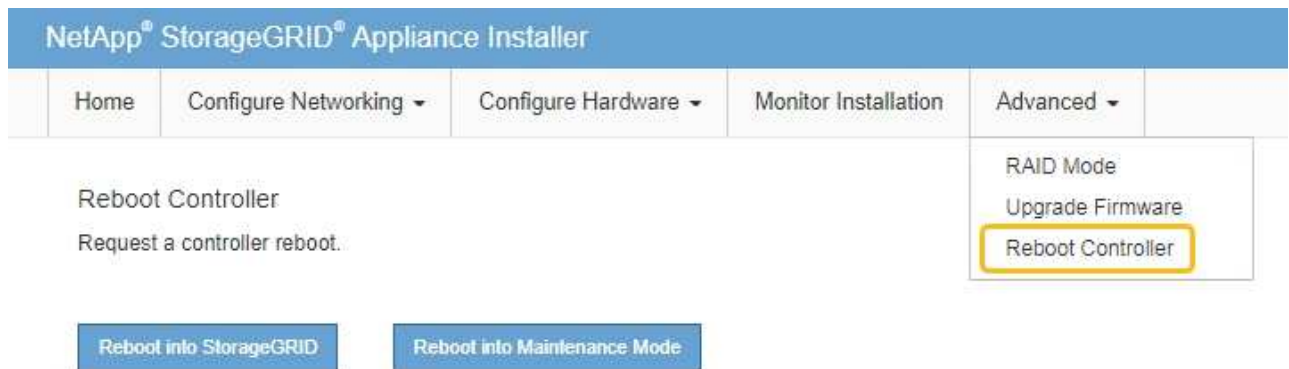 NetApp® StorageGRID® Appliance Installer
Home Configure Networking Configure Hardware Monitor Installation Advanced
RAID Mode
Upgrade Firmware
Reboot Controller
Reboot Controller
Request a controller reboot.
Reboot into StorageGRID Reboot into Maintenance Mode